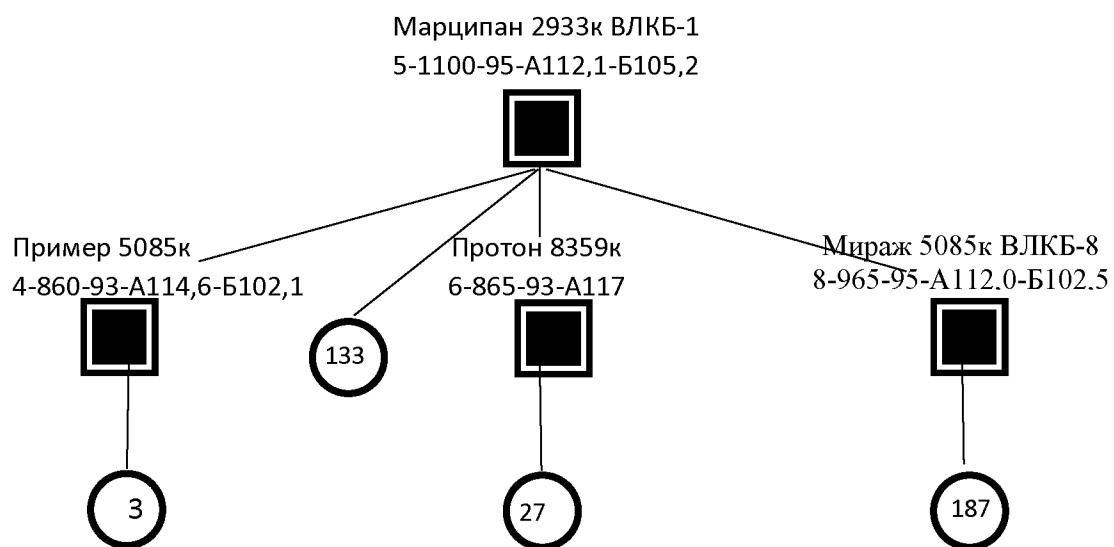 Марципан 2933к ВЛКБ-1
5-1100-95-А112,1-Б105,2
Пример 5085к
4-860-93-А114,6-Б102,1
Протон 8359к
6-865-93-А117
Мираж 5085к ВЛКБ-8
8-965-95-А112,0-Б102,5
133
3
27
187